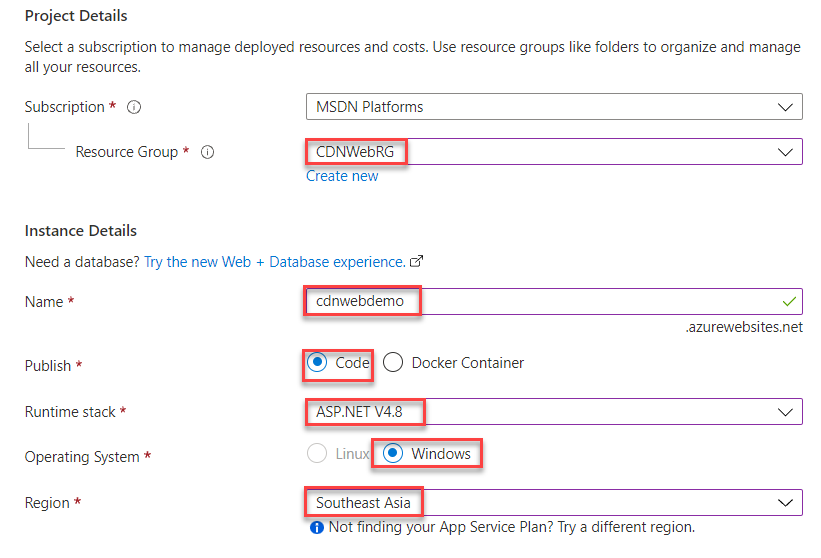 Project Details
Select a subscription to manage deployed resources and costs. Use resource groups like folders to organize and manage
all your resources.
Subscription * MSDN Platforms
Resource Group * CDNWebRG
Create new
Instance Details
Need a database? Try the new Web + Database experience.
Name * cdnwebdemo
.azurewebsites.net
Publish * Code Docker Container
Runtime stack * ASP.NET V4.8
Operating System * Linux Windows
Region * Southeast Asia
Not finding your App Service Plan? Try a different region.